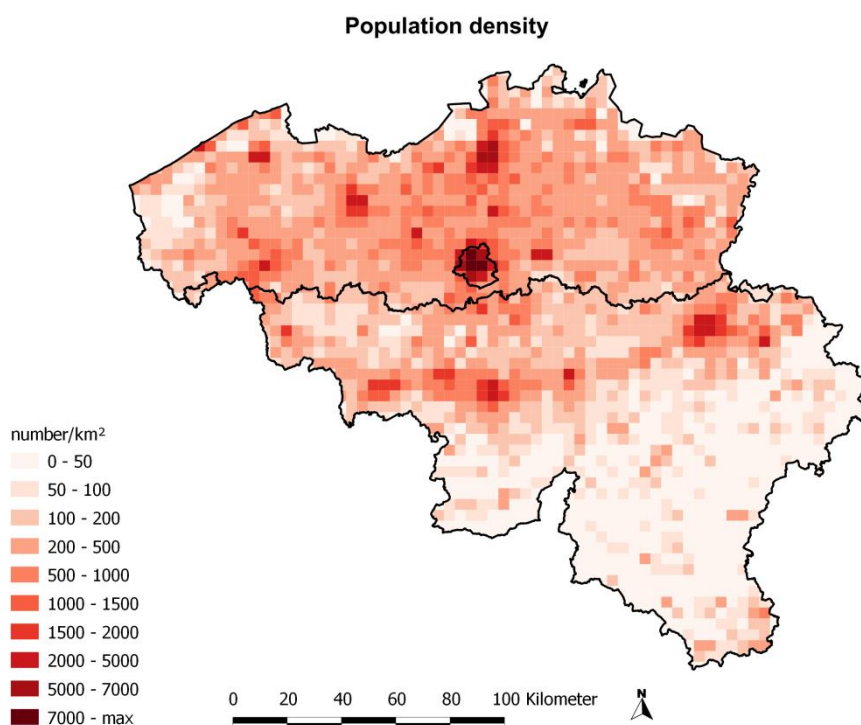 Population density
number/km²
0 - 50
50 - 100
100 - 200
200 - 500
500 - 1000
1000 - 1500
1500 - 2000
2000 - 5000
5000 - 7000
7000 - max
0 20 40 60 80 100 Kilometer
N